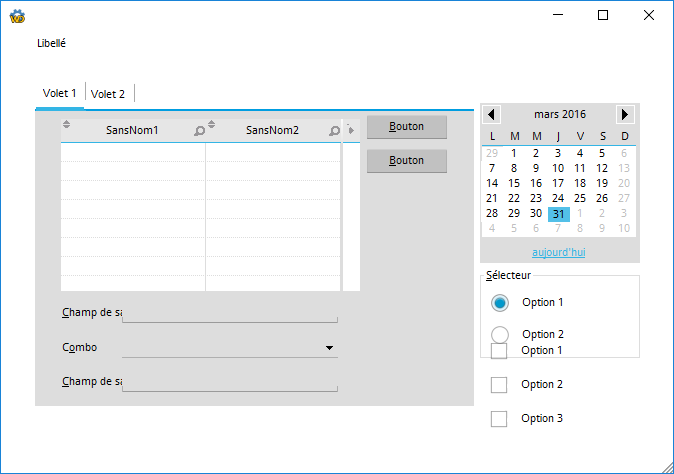 Libellé
Volet 1 Volet 2
SansNom1 SansNom2
Bouton
Bouton
Champ de sa
Combo
Champ de sa
mars 2016
L M M J V S D
29 1 2 3 4 5 6
7 8 9 10 11 12 13
14 15 16 17 18 19 20
21 22 23 24 25 26 27
28 29 30 31 1 2 3
4 5 6 7 8 9 10
aujourd'hui
Sélecteur
Option 1
Option 2
Option 1
Option 2
Option 3